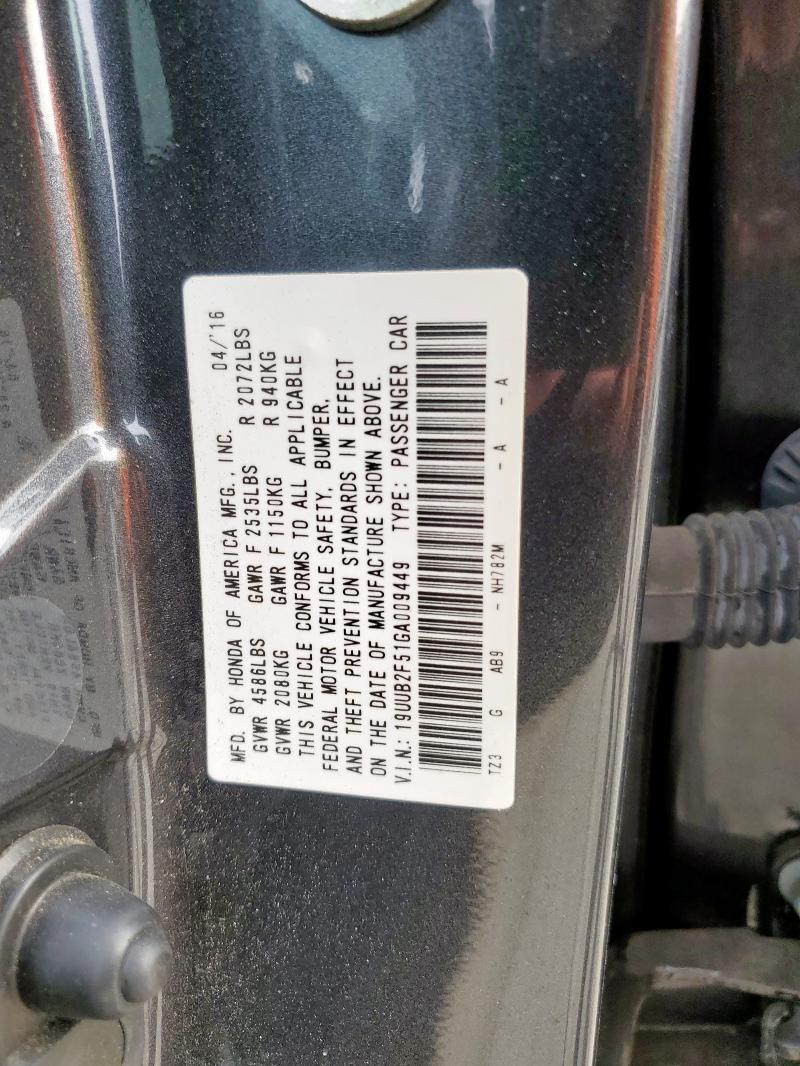 MFD. BY HONDA OF AMERICA MFG., INC. 04/'16
GVWR 4586LBS GAWR F 2535LBS R 2072LBS
GVWR 2080KG GAWR F 1150KG R 940KG
THIS VEHICLE CONFORMS TO ALL APPLICABLE
FEDERAL MOTOR VEHICLE SAFETY, BUMPER,
AND THEFT PREVENTION STANDARDS IN EFFECT
ON THE DATE OF MANUFACTURE SHOWN ABOVE.
V.I.N.: 19UUB2F51GA009449 TYPE: PASSENGER CAR
TZ3 G AB9 - NH782M - A - A